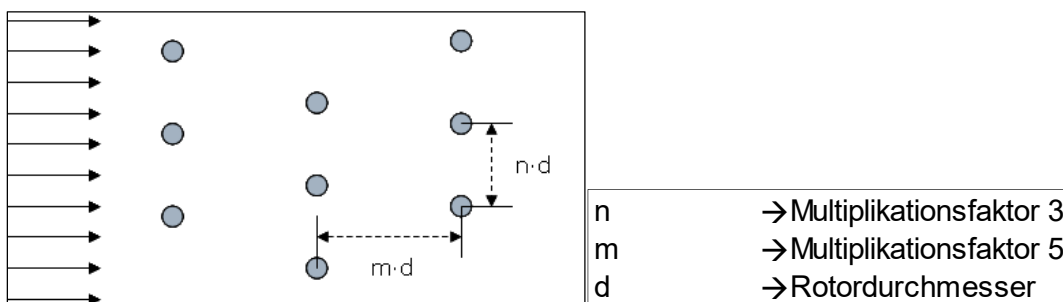 n·d
m·d
n →Multiplikationsfaktor 3
m →Multiplikationsfaktor 5
d →Rotordurchmesser